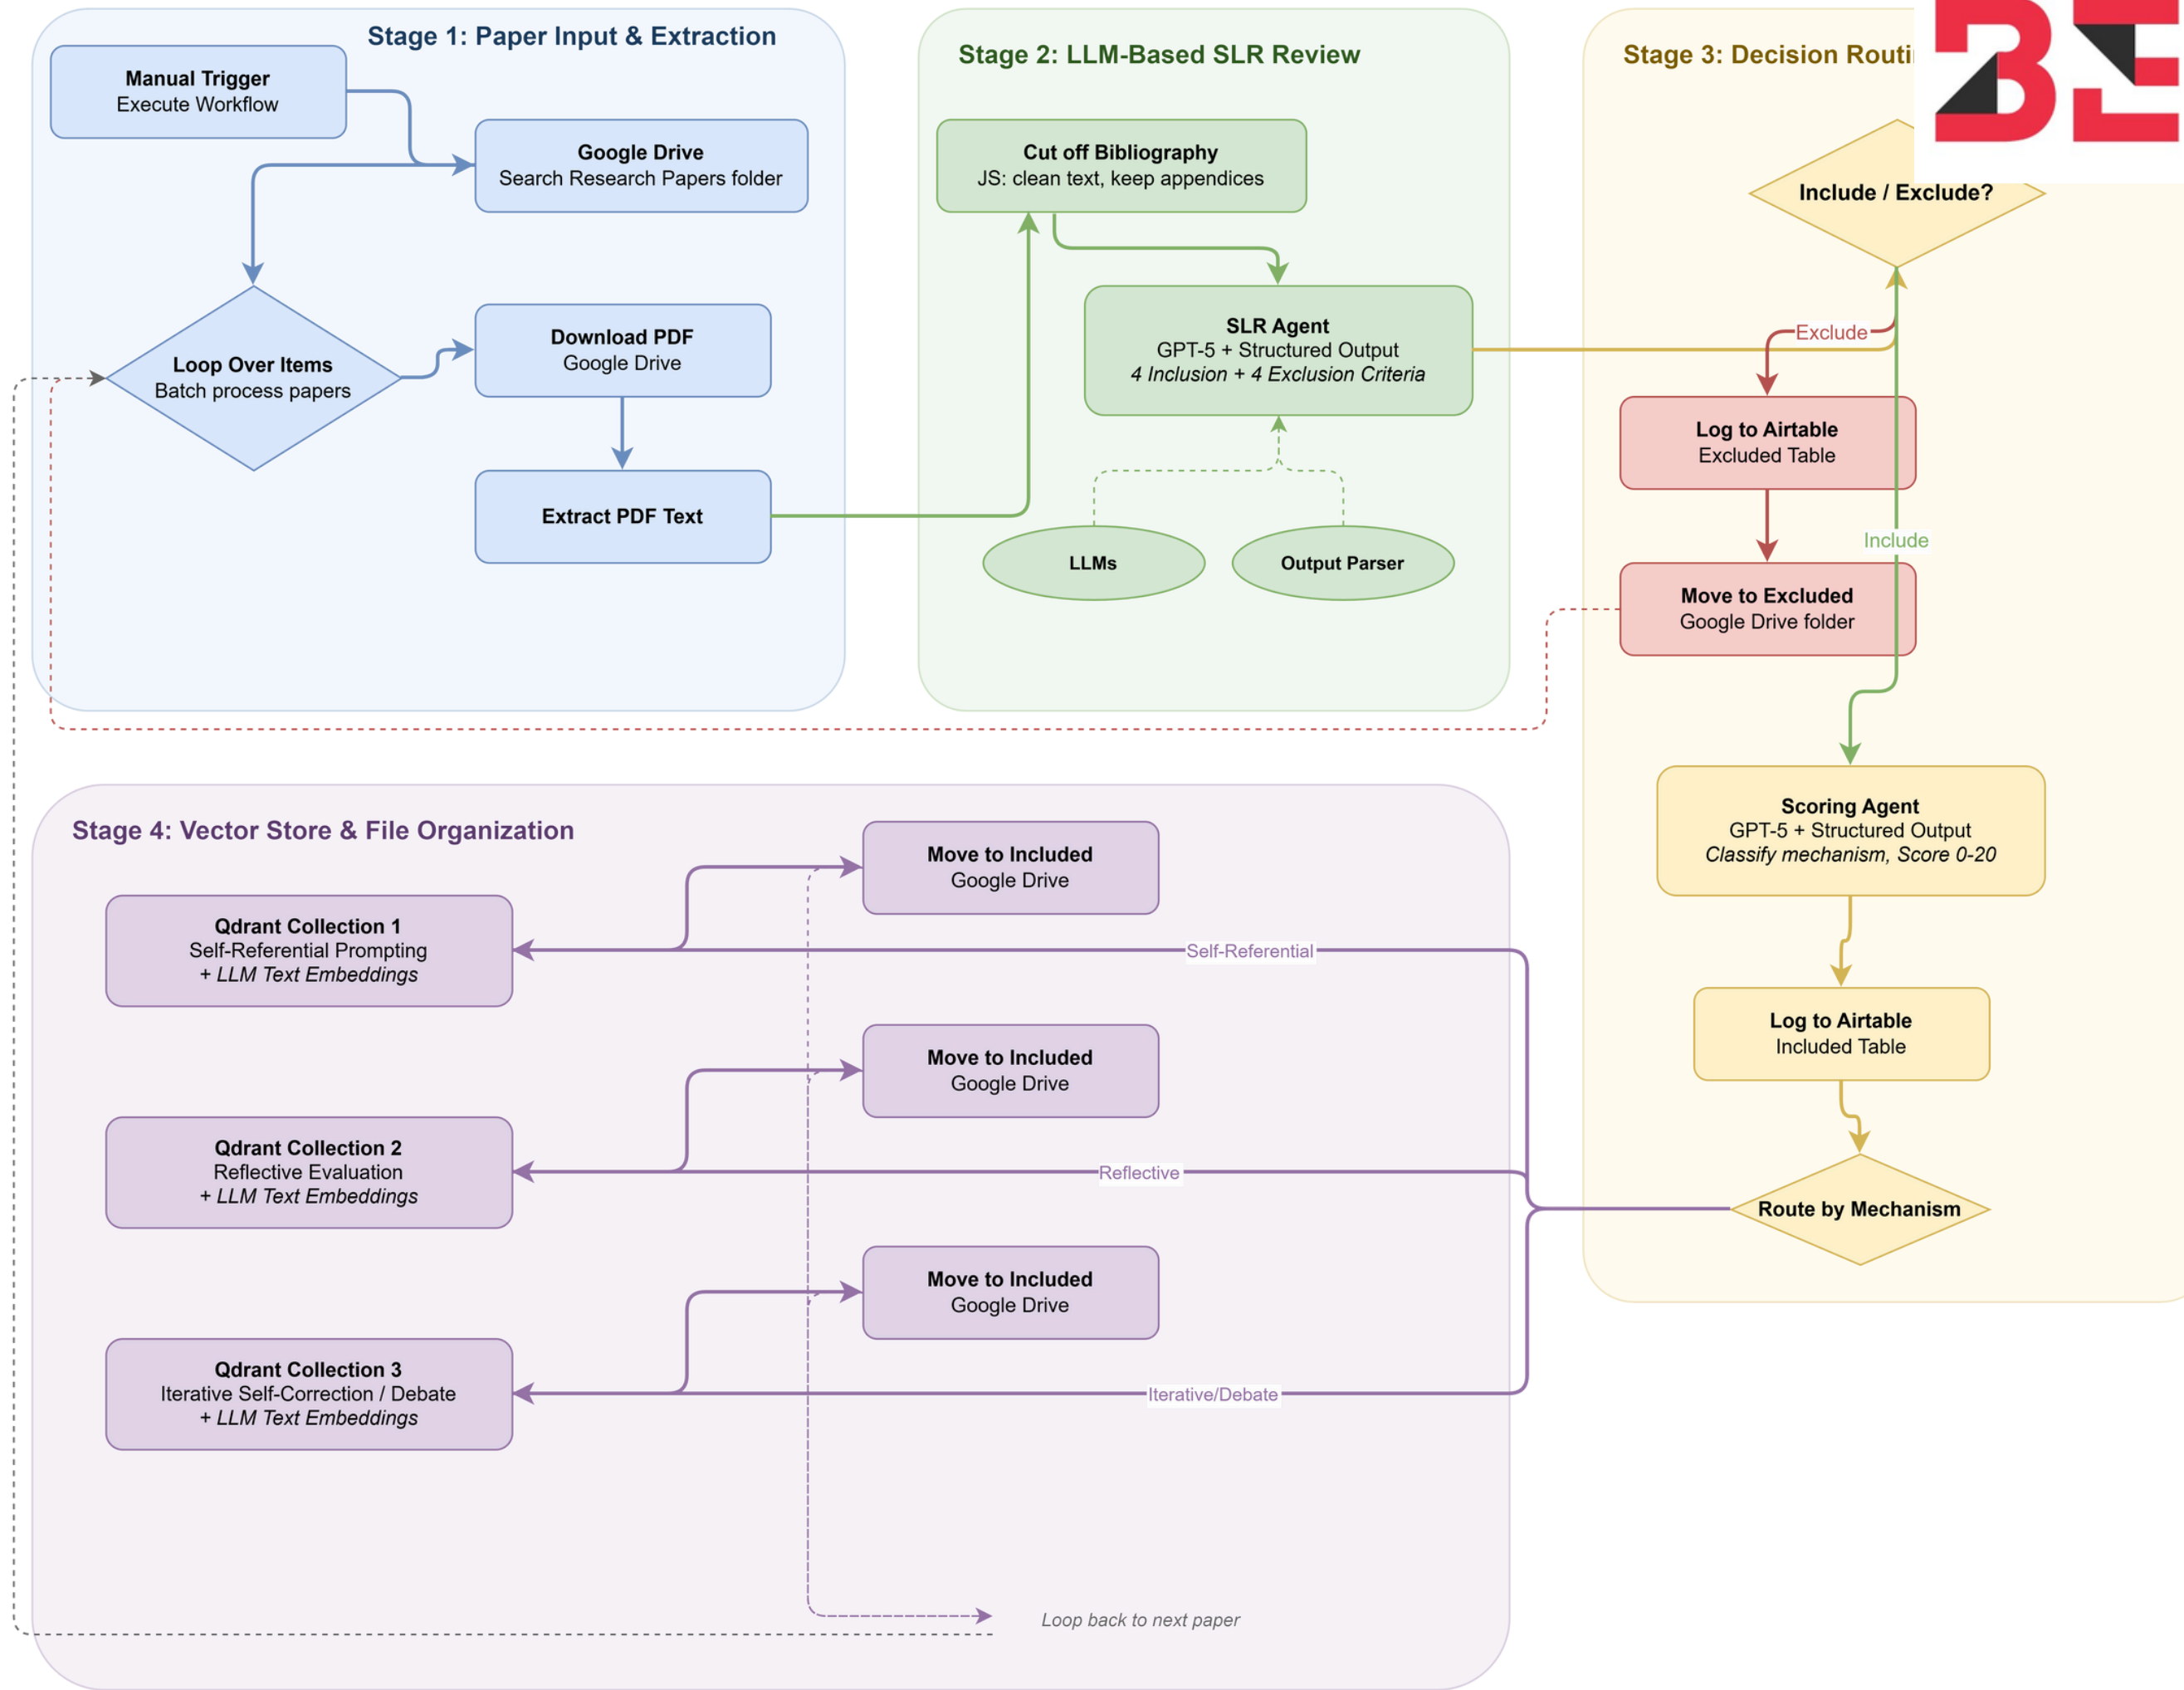 Stage 1: Paper Input & Extraction
Manual Trigger
Execute Workflow
Google Drive
Search Research Papers folder
Loop Over Items
Batch process papers
Download PDF
Google Drive
Extract PDF Text
Stage 2: LLM-Based SLR Review
Cut off Bibliography
JS: clean text, keep appendices
SLR Agent
GPT-5 + Structured Output
4 Inclusion + 4 Exclusion Criteria
LLMs
Output Parser
Stage 3: Decision
BE
Include / Exclude?
Exclude
Log to Airtable
Excluded Table
Include
Move to Excluded
Google Drive folder
Scoring Agent
GPT-5 + Structured Output
Classify mechanism, Score 0-20
Log to Airtable
Included Table
Route by Mechanism
Stage 4: Vector Store & File Organization
Move to Included
Google Drive
Qdrant Collection 1
Self-Referential Prompting
+ LLM Text Embeddings
Self-Referential
Move to Included
Google Drive
Qdrant Collection 2
Reflective Evaluation
+ LLM Text Embeddings
Reflective
Move to Included
Google Drive
Qdrant Collection 3
Iterative Self-Correction / Debate
+ LLM Text Embeddings
Iterative/Debate
Loop back to next paper